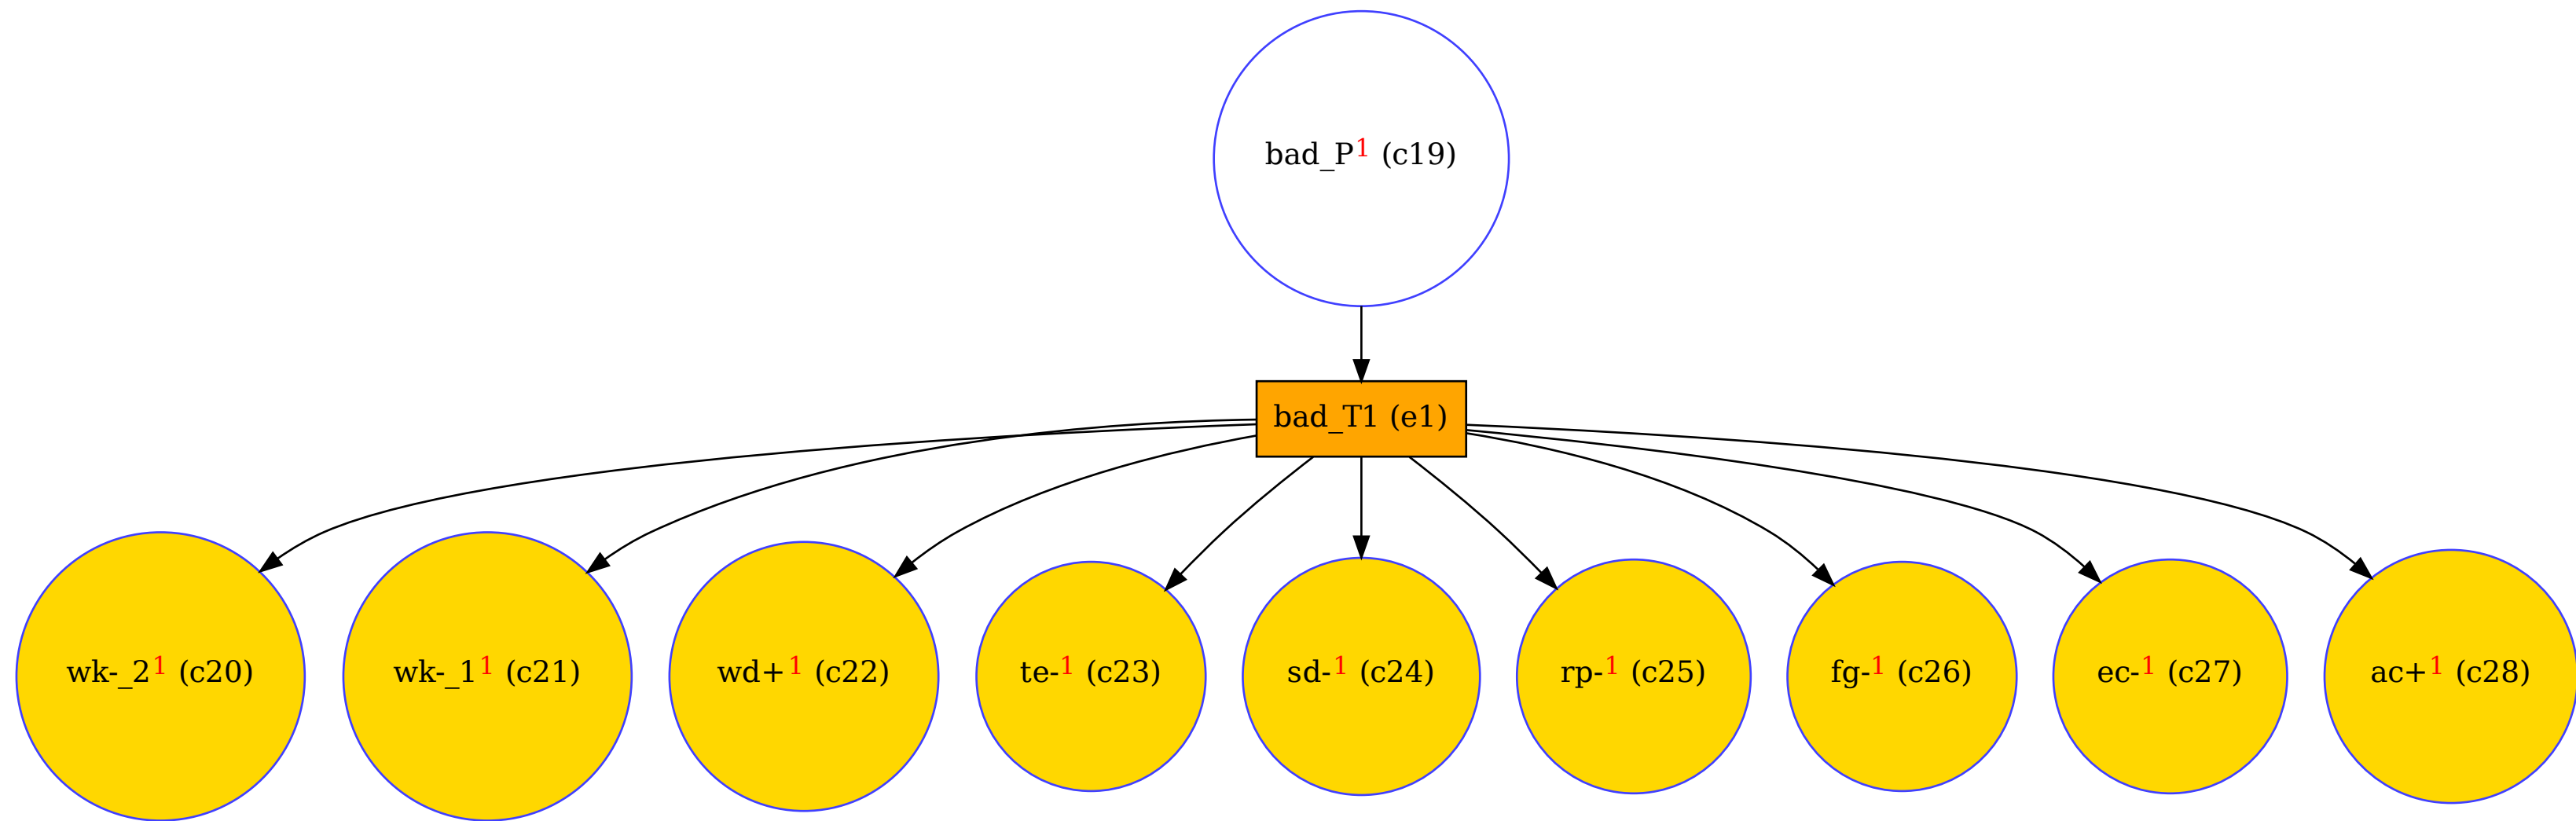 bad_P1 (c19)
bad_T1 (e1)
wk-_21 (c20)
wk-_11 (c21)
wd+1 (c22)
te-1 (c23)
sd-1 (c24)
rp-1 (c25)
fg-1 (c26)
ec-1 (c27)
ac+1 (c28)